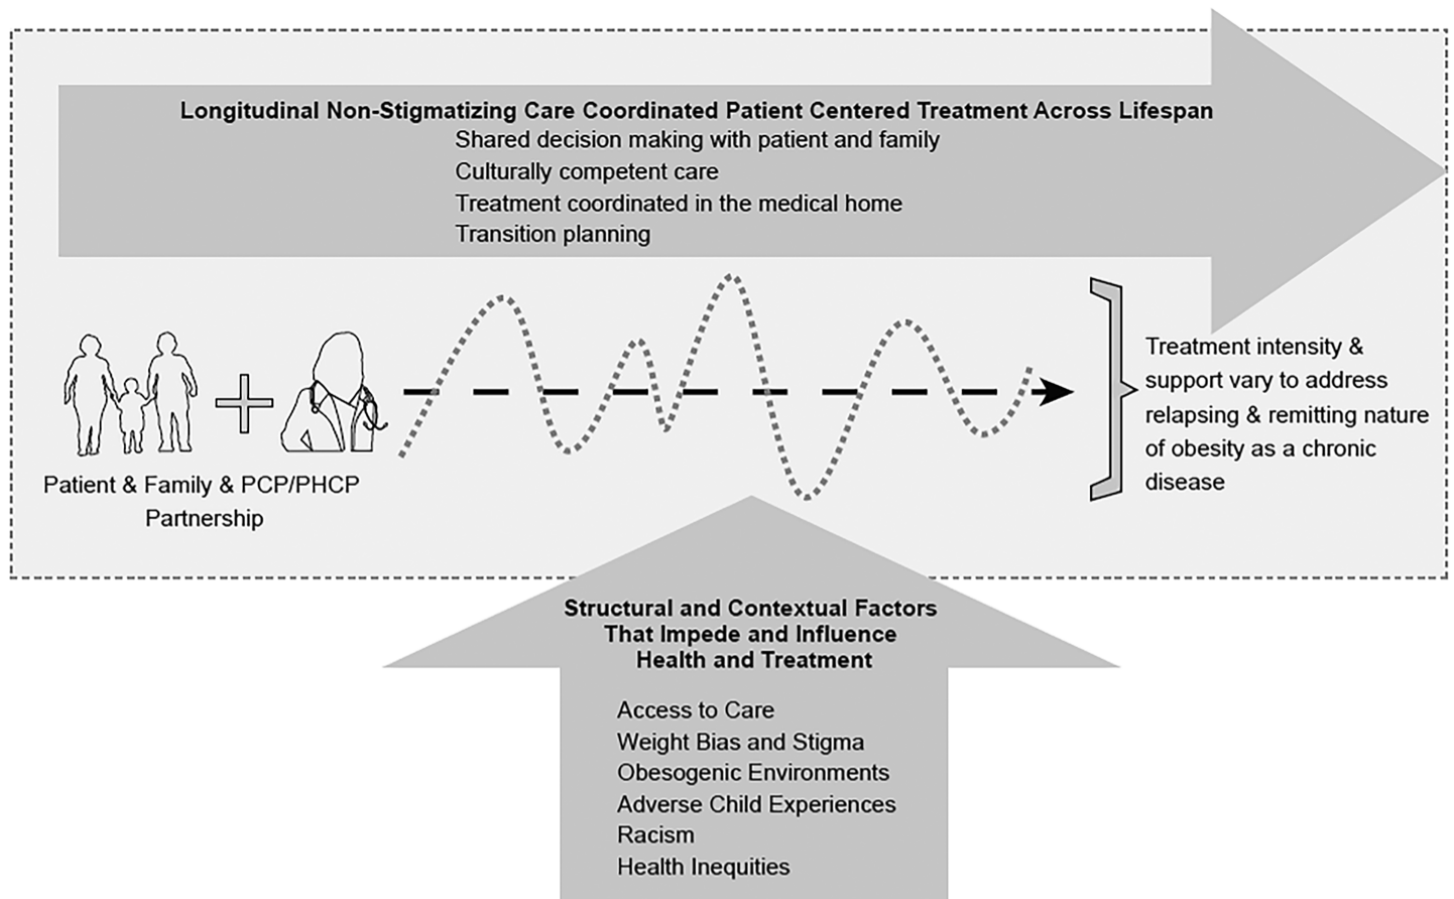 Longitudinal Non-Stigmatizing Care Coordinated Patient Centered Treatment Across Lifespan
Shared decision making with patient and family
Culturally competent care
Treatment coordinated in the medical home
Transition planning
Patient & Family & PCP/PHCP
Partnership
Treatment intensity &
support vary to address
relapsing & remitting nature
of obesity as a chronic
disease
Structural and Contextual Factors
That Impede and Influence
Health and Treatment
Access to Care
Weight Bias and Stigma
Obesogenic Environments
Adverse Child Experiences
Racism
Health Inequities